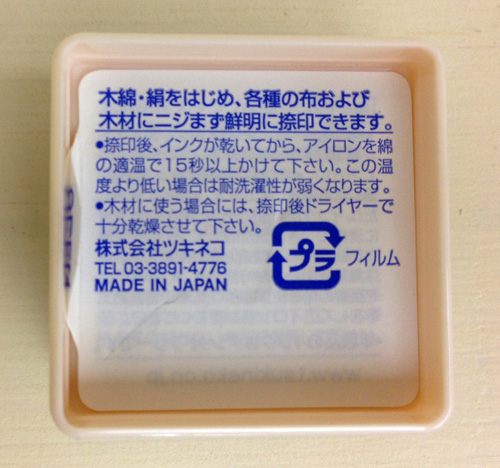 木綿・絹をはじめ、各種の布および
木材にニジまず鮮明に捺印できます。
•捺印後、インクが乾いてから、アイロンを綿
の適温で15秒以上かけて下さい。この温
度より低い場合は耐洗濯性が弱くなります。
•木材に使う場合には、捺印後ドライヤーで
十分乾燥させて下さい。
株式会社ツキネコ
TEL 03-3891-4776
MADE IN JAPAN
プラ フィルム